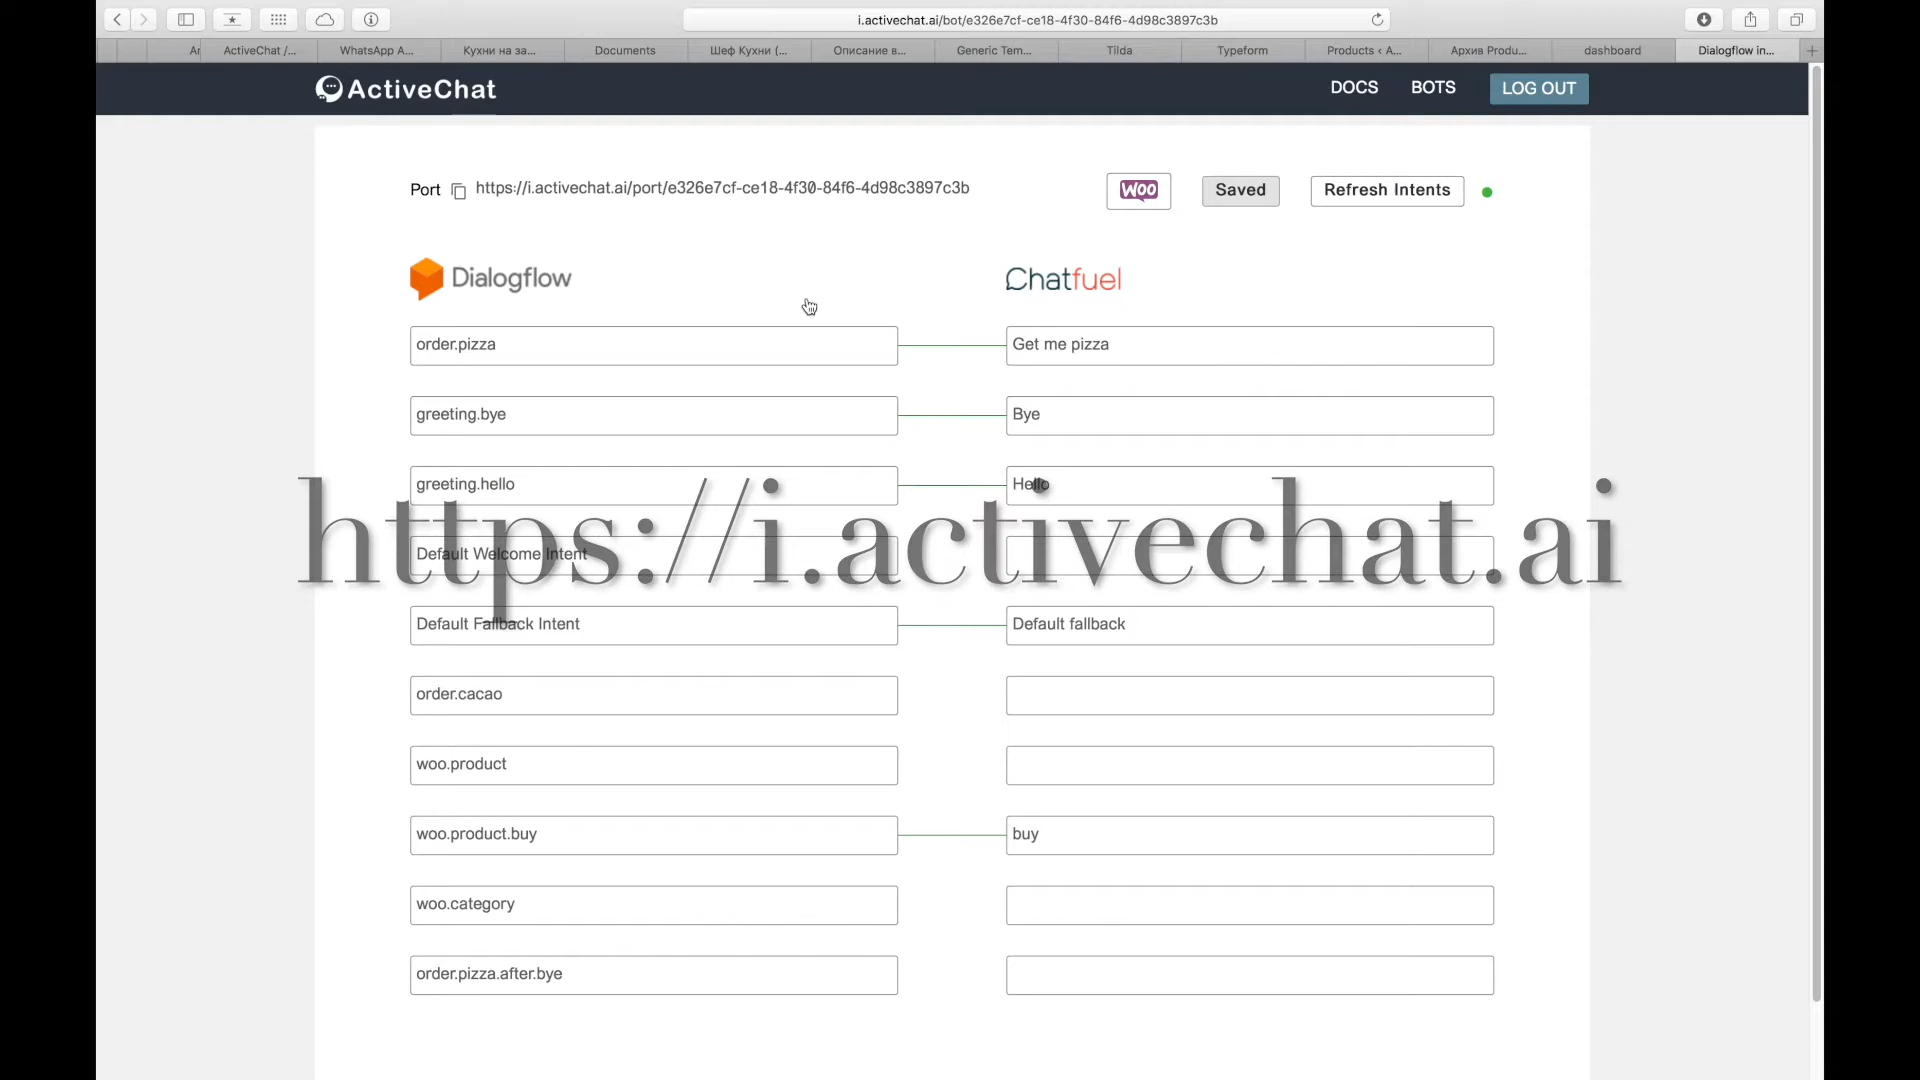 i.activechat.ai/bot/e326e7cf-ce18-4f30-84f6-4d98c3897c3b
Ar ActiveChat /... WhatsApp A... Кухни на за... Documents Шеф Кухни (... Описание в... Generic Tem... Tilda Typeform Products ‹ A... Архив Produ... dashboard Dialogflow in...
ActiveChat DOCS BOTS LOG OUT
Port https://i.activechat.ai/port/e326e7cf-ce18-4f30-84f6-4d98c3897c3b WOO Saved Refresh Intents
Dialogflow Chatfuel
order.pizza Get me pizza
greeting.bye Bye
greeting.hello Hello
https://i.activechat.ai
Default Welcome Intent
Default Fallback Intent Default fallback
order.cacao
woo.product
woo.product.buy buy
woo.category
order.pizza.after.bye